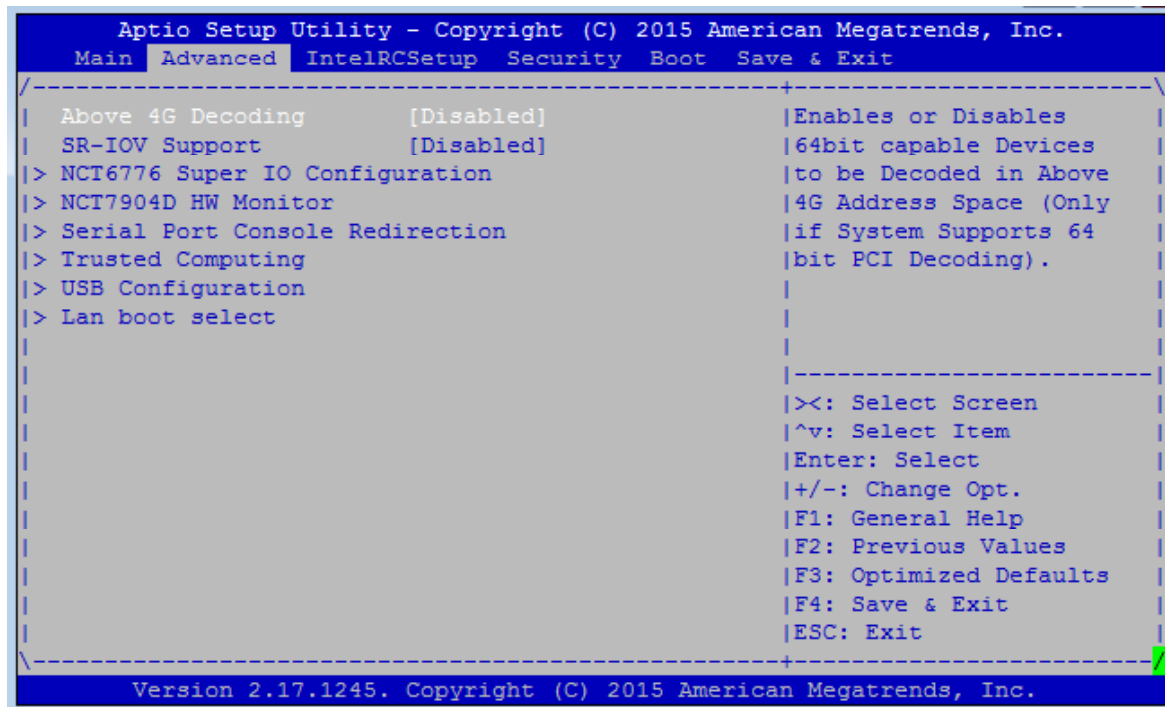 Aptio Setup Utility - Copyright (C) 2015 American Megatrends, Inc.
Main Advanced IntelRCSetup Security Boot Save & Exit
/----------------------------------------------------+-------------------------\
| Above 4G Decoding [Disabled] |Enables or Disables |
| SR-IOV Support [Disabled] |64bit capable Devices |
|> NCT6776 Super IO Configuration |to be Decoded in Above |
|> NCT7904D HW Monitor |4G Address Space (Only |
|> Serial Port Console Redirection |if System Supports 64 |
|> Trusted Computing |bit PCI Decoding). |
|> USB Configuration | |
|> Lan boot select | |
| | |
| |-------------------------|
| |><: Select Screen |
| |^v: Select Item |
| |Enter: Select |
| |+/-: Change Opt. |
| |F1: General Help |
| |F2: Previous Values |
| |F3: Optimized Defaults |
| |F4: Save & Exit |
| |ESC: Exit |
\----------------------------------------------------+-------------------------/
Version 2.17.1245. Copyright (C) 2015 American Megatrends, Inc.